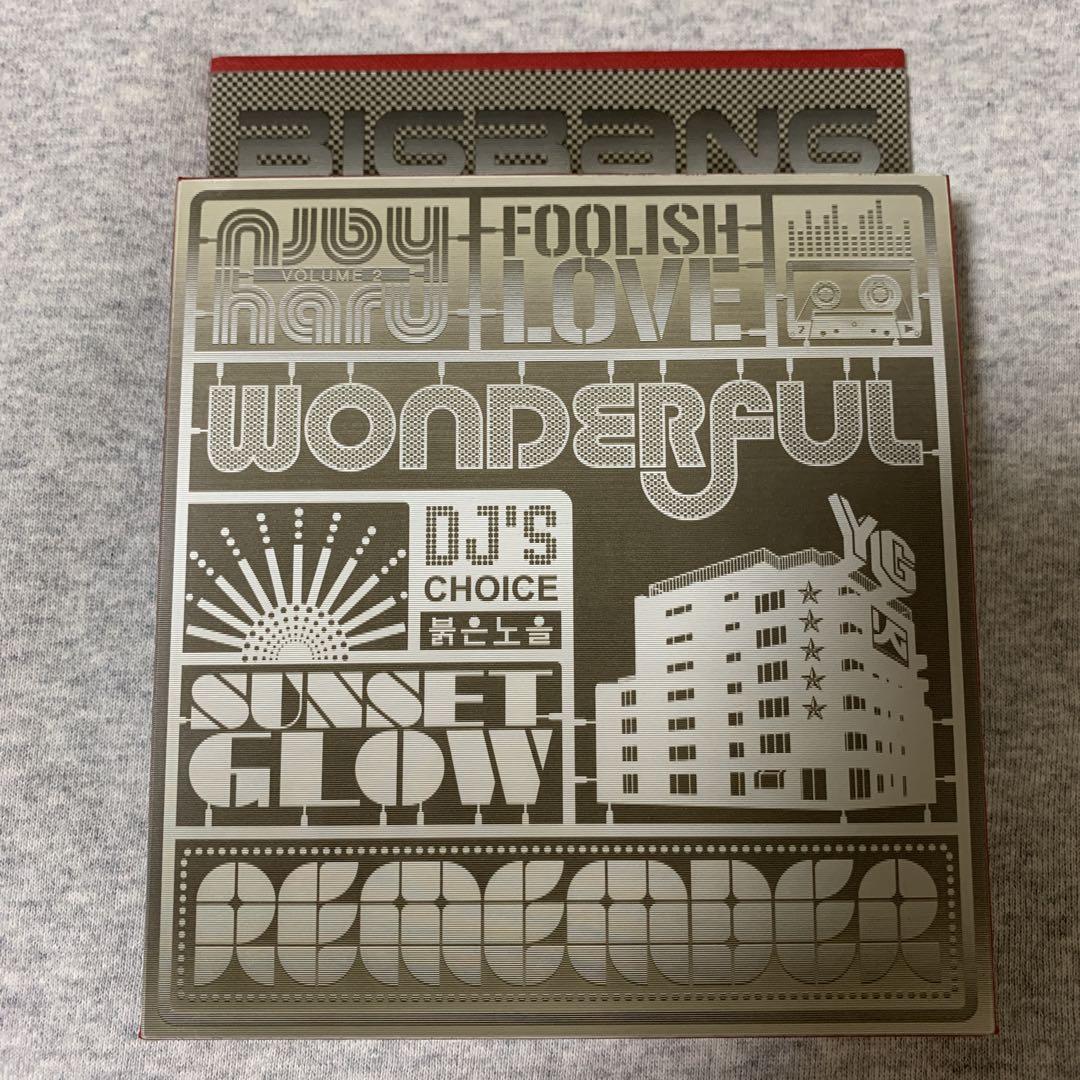 BIGBANG
haru
VOLUME 2
haru
FOOLISH
LOVE
WONDERFUL
DJ'S
CHOICE
붉은노을
SUNSET
GLOW
YG
REMEMBER